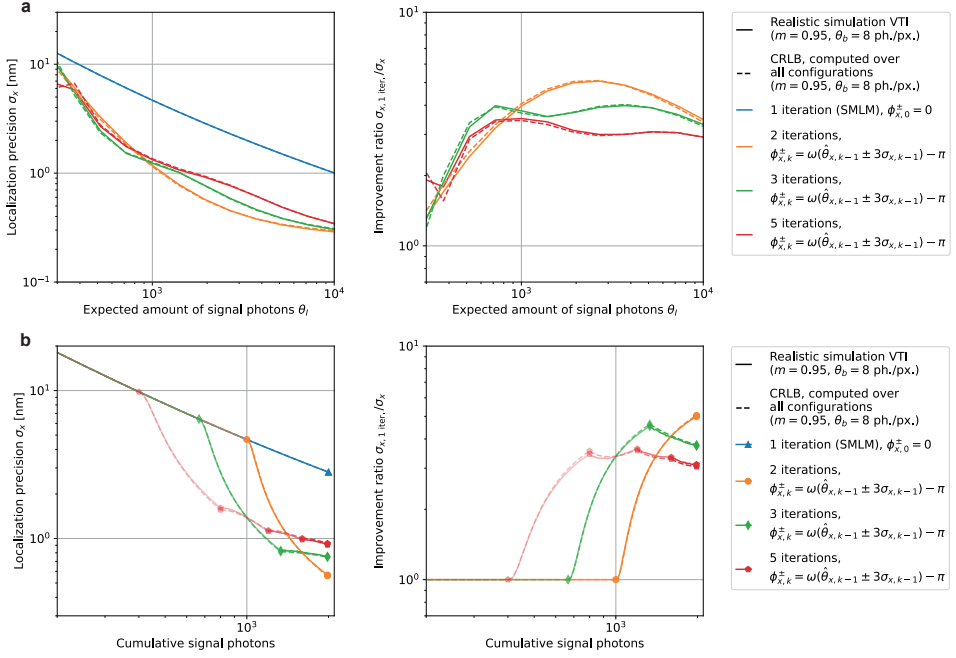 a
Localization precision σx [nm]
10¹
10⁰
10⁻¹
10³
10⁴
Expected amount of signal photons θI
Improvement ratio σx,1 iter./σx
10¹
10⁰
10³
10⁴
Expected amount of signal photons θI
Realistic simulation VTI
(m = 0.95, θb = 8 ph./px.)
CRLB, computed over
all configurations
(m = 0.95, θb = 8 ph./px.)
1 iteration (SMLM), ϕ±x,0 = 0
2 iterations,
ϕ±x,k = ω(θ̂x,k−1 ± 3σx,k−1) − π
3 iterations,
ϕ±x,k = ω(θ̂x,k−1 ± 3σx,k−1) − π
5 iterations,
ϕ±x,k = ω(θ̂x,k−1 ± 3σx,k−1) − π
b
Localization precision σx [nm]
10¹
10⁰
10³
Cumulative signal photons
Improvement ratio σx,1 iter./σx
10¹
10⁰
10³
Cumulative signal photons
Realistic simulation VTI
(m = 0.95, θb = 8 ph./px.)
CRLB, computed over
all configurations
(m = 0.95, θb = 8 ph./px.)
1 iteration (SMLM), ϕ±x,0 = 0
2 iterations,
ϕ±x,k = ω(θ̂x,k−1 ± 3σx,k−1) − π
3 iterations,
ϕ±x,k = ω(θ̂x,k−1 ± 3σx,k−1) − π
5 iterations,
ϕ±x,k = ω(θ̂x,k−1 ± 3σx,k−1) − π